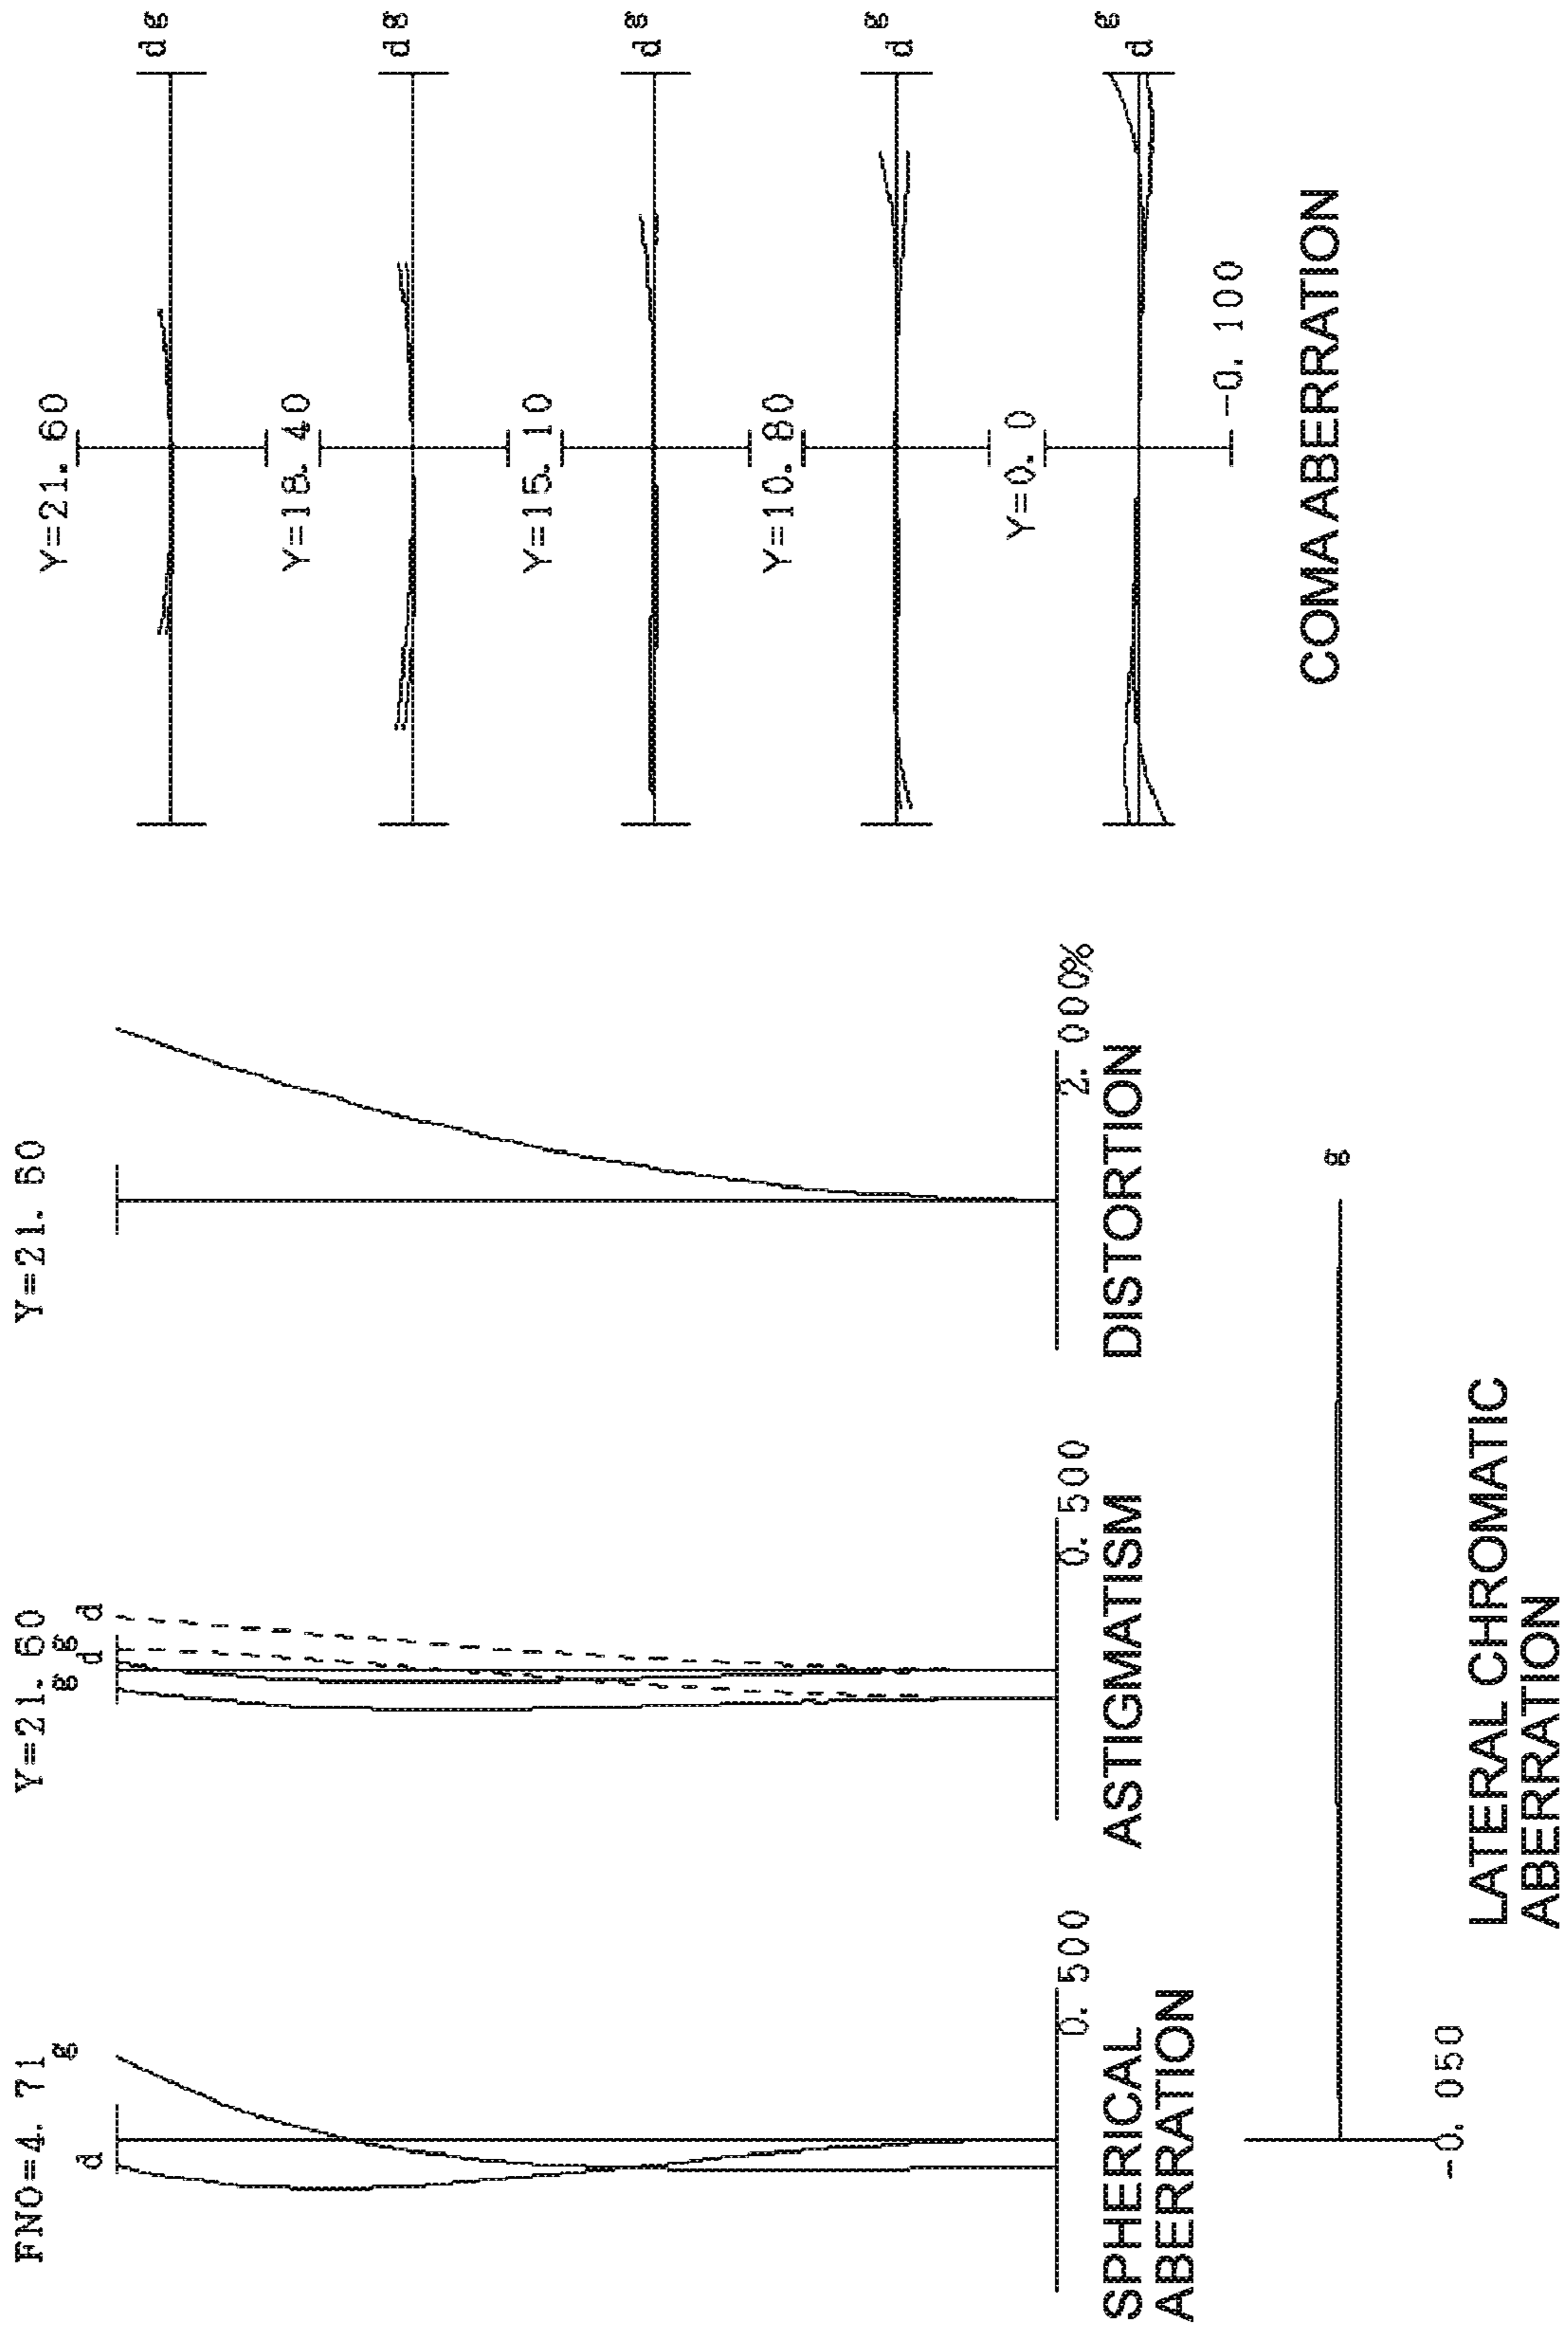 FNO=4. 71
d
g
0. 500
SPHERICAL
ABERRATION
Y=21. 60
g
d
g
d
0. 500
ASTIGMATISM
Y=21. 60
2. 000%
DISTORTION
Y=21. 60
d g
Y=18. 40
d g
Y=15. 10
d g
Y=10. 80
d g
Y=0. 0
d g
-0. 100
COMA ABERRATION
g
-0. 050
LATERAL CHROMATIC
ABERRATION